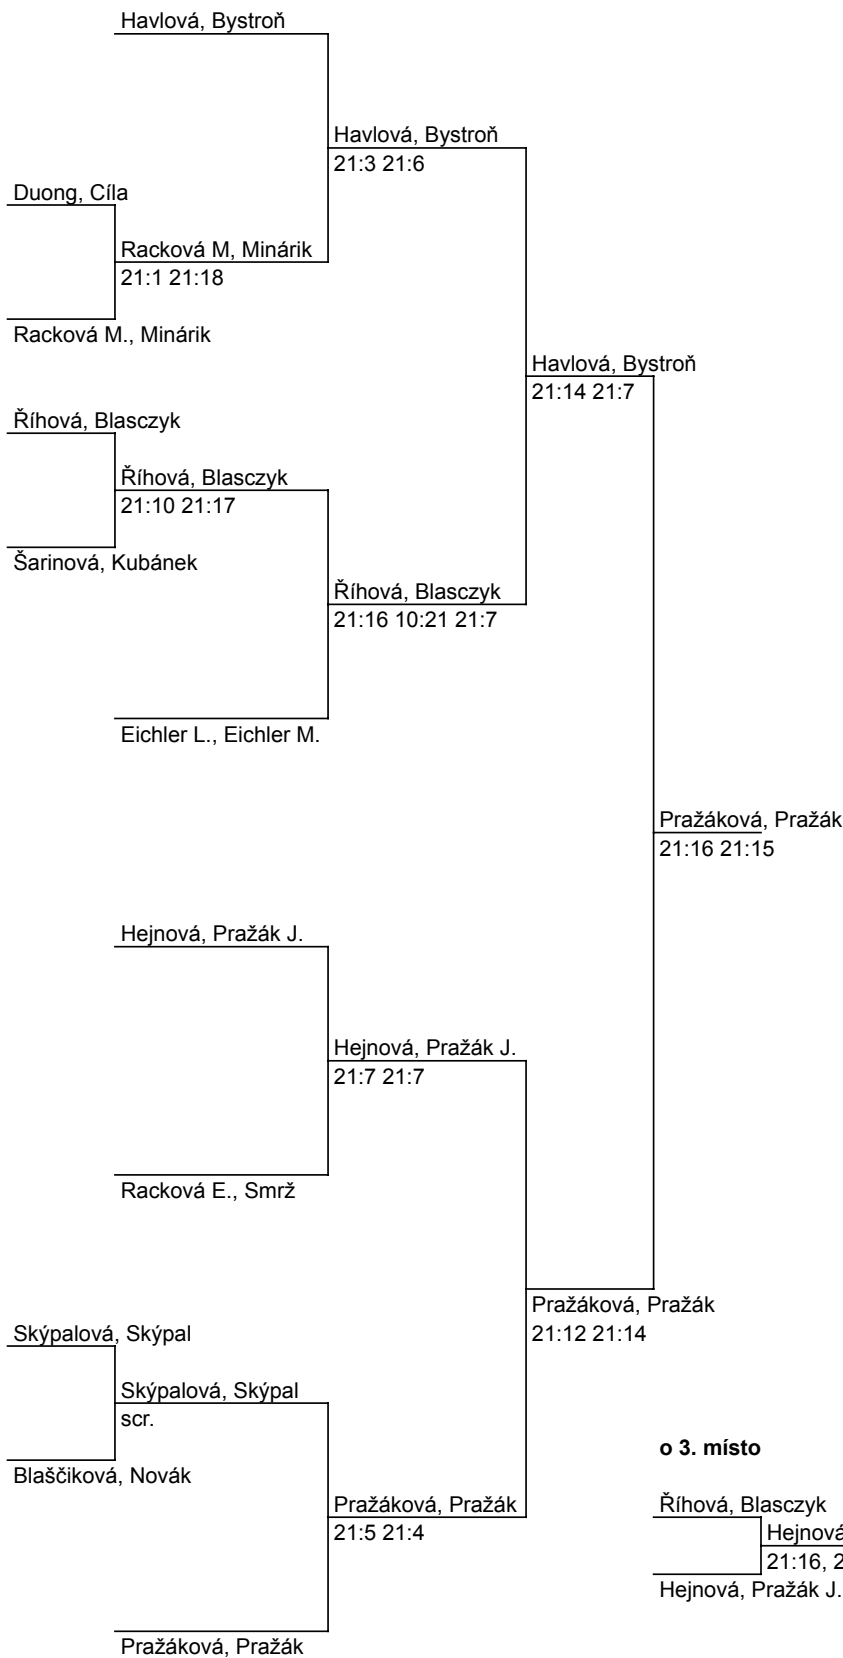 Havlová, Bystroň
Havlová, Bystroň
21:3 21:6
Duong, Cíla
Racková M, Minárik
21:1 21:18
Racková M., Minárik
Havlová, Bystroň
21:14 21:7
Říhová, Blasczyk
Říhová, Blasczyk
21:10 21:17
Šarinová, Kubánek
Říhová, Blasczyk
21:16 10:21 21:7
Eichler L., Eichler M.
Pražáková, Pražák
21:16 21:15
Hejnová, Pražák J.
Hejnová, Pražák J.
21:7 21:7
Racková E., Smrž
Pražáková, Pražák
21:12 21:14
Skýpalová, Skýpal
Skýpalová, Skýpal
scr.
Blaščiková, Novák
Pražáková, Pražák
21:5 21:4
Pražáková, Pražák
o 3. místo
Říhová, Blasczyk
Hejnová
21:16, 2
Hejnová, Pražák J.